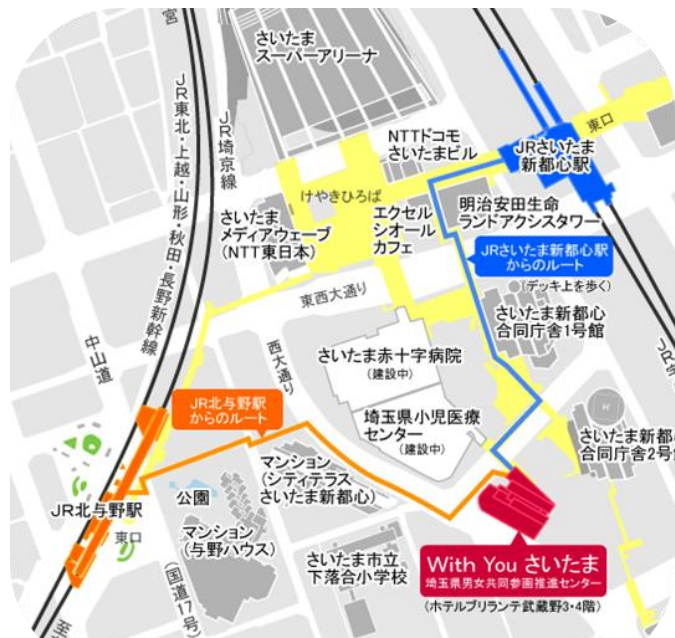 宮
さいたま
スーパーアリーナ
JR東北・上越・山形・秋田・長野新幹線
JR埼京線
東口
NTTドコモ
さいたまビル
JRさいたま
新都心駅
けやきひろば
さいたま
メディアウェーブ
(NTT東日本)
エクセル
シオール
カフェ
明治安田生命
ランドアクシスタワー
JRさいたま新都心駅
からのルート
(デッキ上を歩く)
東西大通り
さいたま新都心
合同庁舎1号館
中山道
西大通り
さいたま赤十字病院
(建設中)
JR北与野駅
からのルート
埼玉県小児医療
センター
(建設中)
H
さいたま新都心
合同庁舎2号館
マンション
(シティテラス
さいたま新都心)
JR北与野駅
公園
東口
マンション
(与野ハウス)
(国道17号)
さいたま市立
下落合小学校
With You さいたま
埼玉県男女共同参画推進センター
(ホテルブリランテ武蔵野3・4階)
至